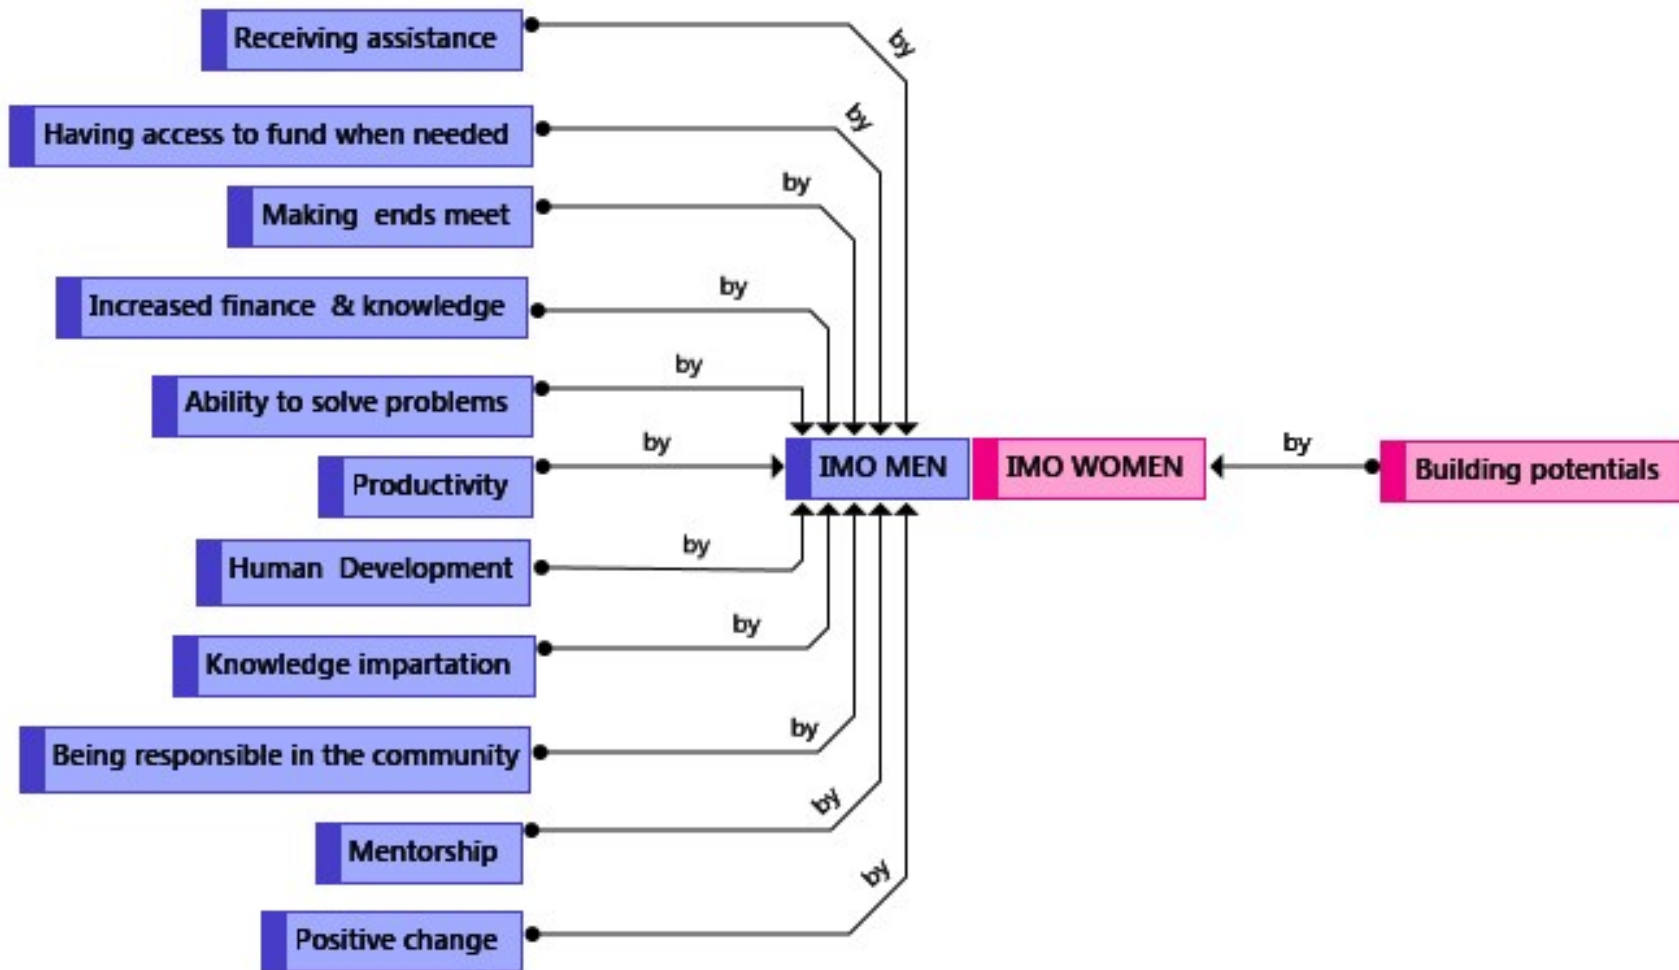 Receiving assistance
by
Having access to fund when needed
by
Making ends meet
by
Increased finance & knowledge
by
Ability to solve problems
by
Productivity
by
IMO MEN
IMO WOMEN
by
Building potentials
Human Development
by
Knowledge impartation
by
Being responsible in the community
by
Mentorship
by
Positive change
by